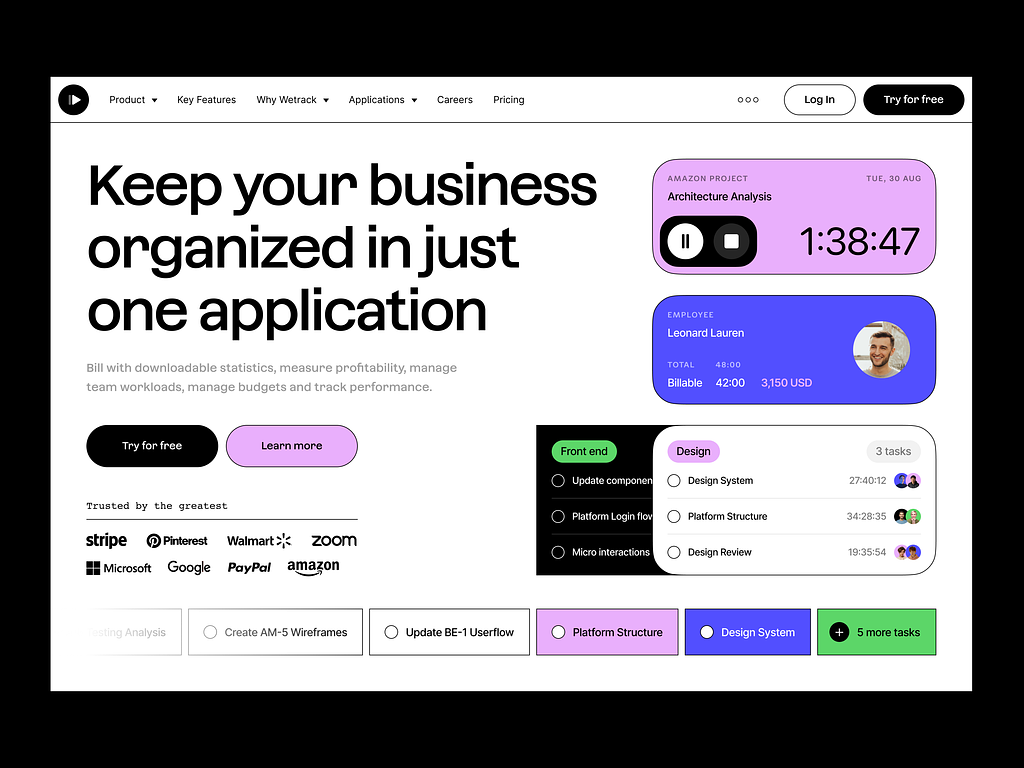 Product
Key Features
Why Wetrack
Applications
Careers
Pricing
Log In
Try for free
Keep your business
organized in just
one application
Bill with downloadable statistics, measure profitability, manage
team workloads, manage budgets and track performance.
Try for free
Learn more
Trusted by the greatest
stripe
Pinterest
Walmart
zoom
Microsoft
Google
PayPal
amazon
AMAZON PROJECT
TUE, 30 AUG
Architecture Analysis
1:38:47
EMPLOYEE
Leonard Lauren
TOTAL 48:00
Billable 42:00 3,150 USD
Front end
Update componen
Platform Login flow
Micro interactions
Design
3 tasks
Design System 27:40:12
Platform Structure 34:28:35
Design Review 19:35:54
esting Analysis
Create AM-5 Wireframes
Update BE-1 Userflow
Platform Structure
Design System
5 more tasks